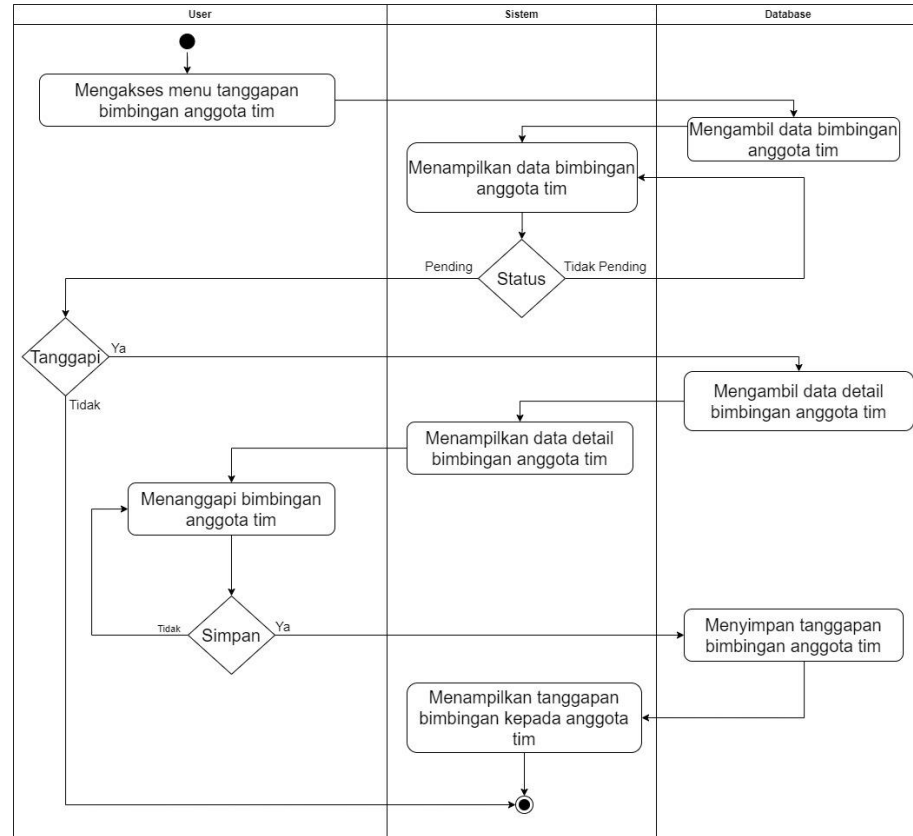 User
Sistem
Database
Mengakses menu tanggapan
bimbingan anggota tim
Mengambil data bimbingan
anggota tim
Menampilkan data bimbingan
anggota tim
Pending
Status
Tidak Pending
Tanggapi
Ya
Tidak
Mengambil data detail
bimbingan anggota tim
Menampilkan data detail
bimbingan anggota tim
Menanggapi bimbingan
anggota tim
Tidak
Simpan
Ya
Menyimpan tanggapan
bimbingan anggota tim
Menampilkan tanggapan
bimbingan kepada anggota
tim